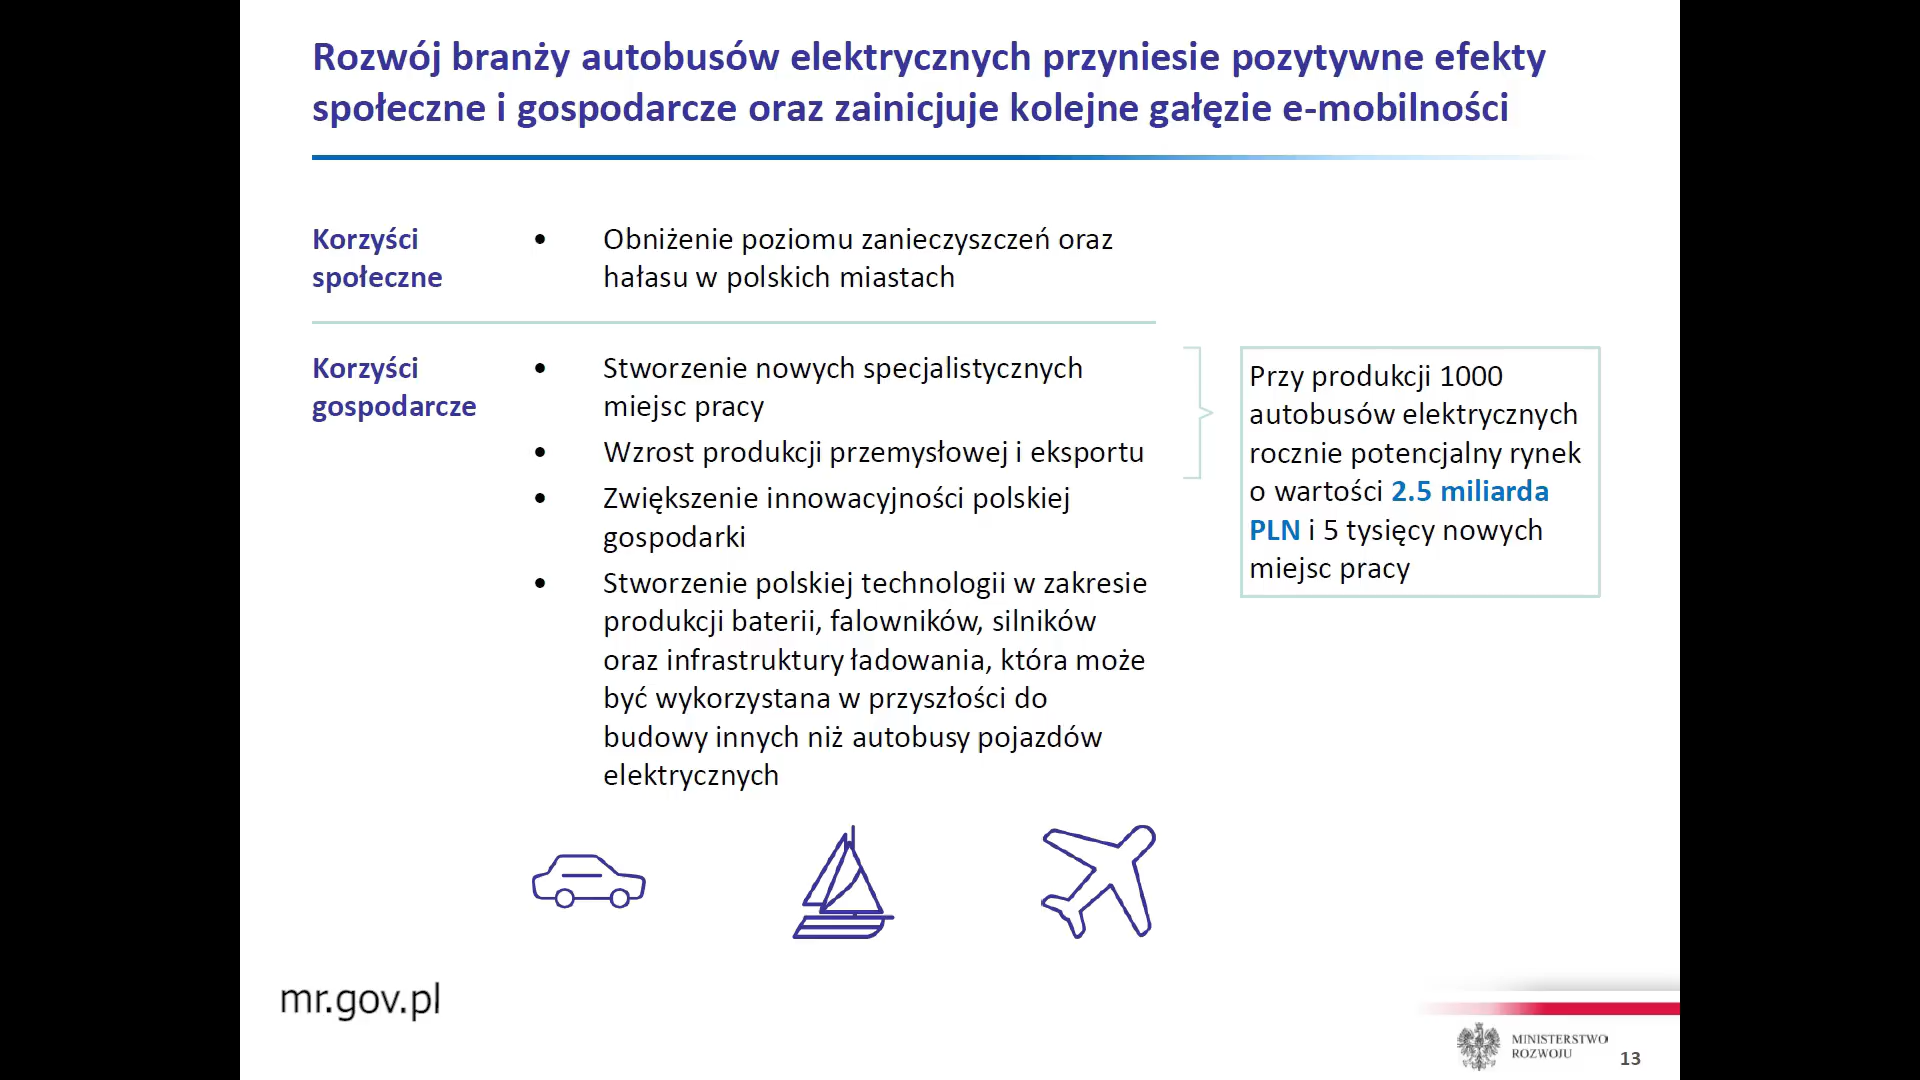 Rozwój branży autobusów elektrycznych przyniesie pozytywne efekty
społeczne i gospodarcze oraz zainicjuje kolejne gałęzie e-mobilności
Korzyści
społeczne
• Obniżenie poziomu zanieczyszczeń oraz
hałasu w polskich miastach
Korzyści
gospodarcze
• Stworzenie nowych specjalistycznych
miejsc pracy
• Wzrost produkcji przemysłowej i eksportu
• Zwiększenie innowacyjności polskiej
gospodarki
• Stworzenie polskiej technologii w zakresie
produkcji baterii, falowników, silników
oraz infrastruktury ładowania, która może
być wykorzystana w przyszłości do
budowy innych niż autobusy pojazdów
elektrycznych
Przy produkcji 1000
autobusów elektrycznych
rocznie potencjalny rynek
o wartości 2.5 miliarda
PLN i 5 tysięcy nowych
miejsc pracy
mr.gov.pl
MINISTERSTWO
ROZWOJU
13